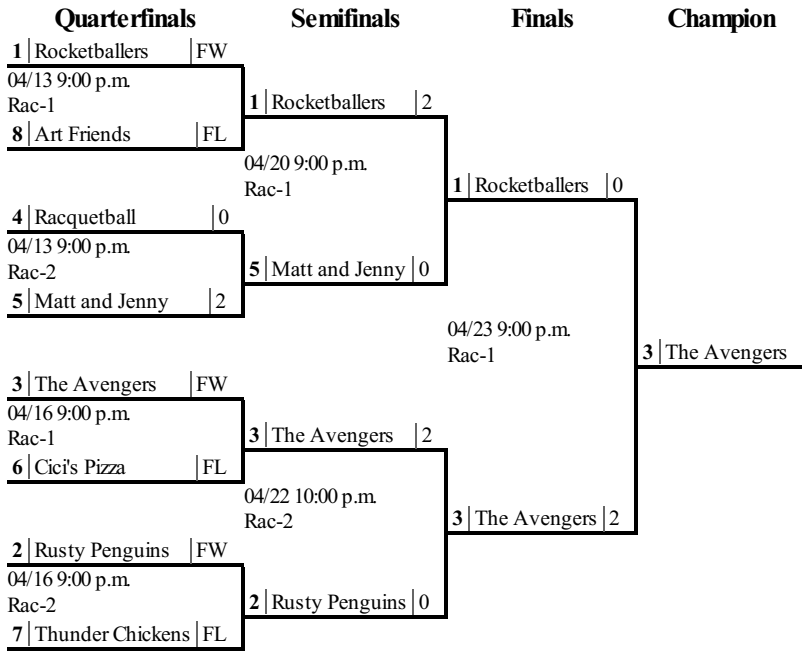 Quarterfinals Semifinals Finals Champion
1 Rocketballers FW
04/13 9:00 p.m.
Rac-1
8 Art Friends FL
1 Rocketballers 2
04/20 9:00 p.m.
Rac-1
4 Racquetball 0
04/13 9:00 p.m.
Rac-2
5 Matt and Jenny 2
5 Matt and Jenny 0
1 Rocketballers 0
04/23 9:00 p.m.
Rac-1
3 The Avengers
3 The Avengers FW
04/16 9:00 p.m.
Rac-1
6 Cici's Pizza FL
3 The Avengers 2
04/22 10:00 p.m.
Rac-2
3 The Avengers 2
2 Rusty Penguins FW
04/16 9:00 p.m.
Rac-2
7 Thunder Chickens FL
2 Rusty Penguins 0